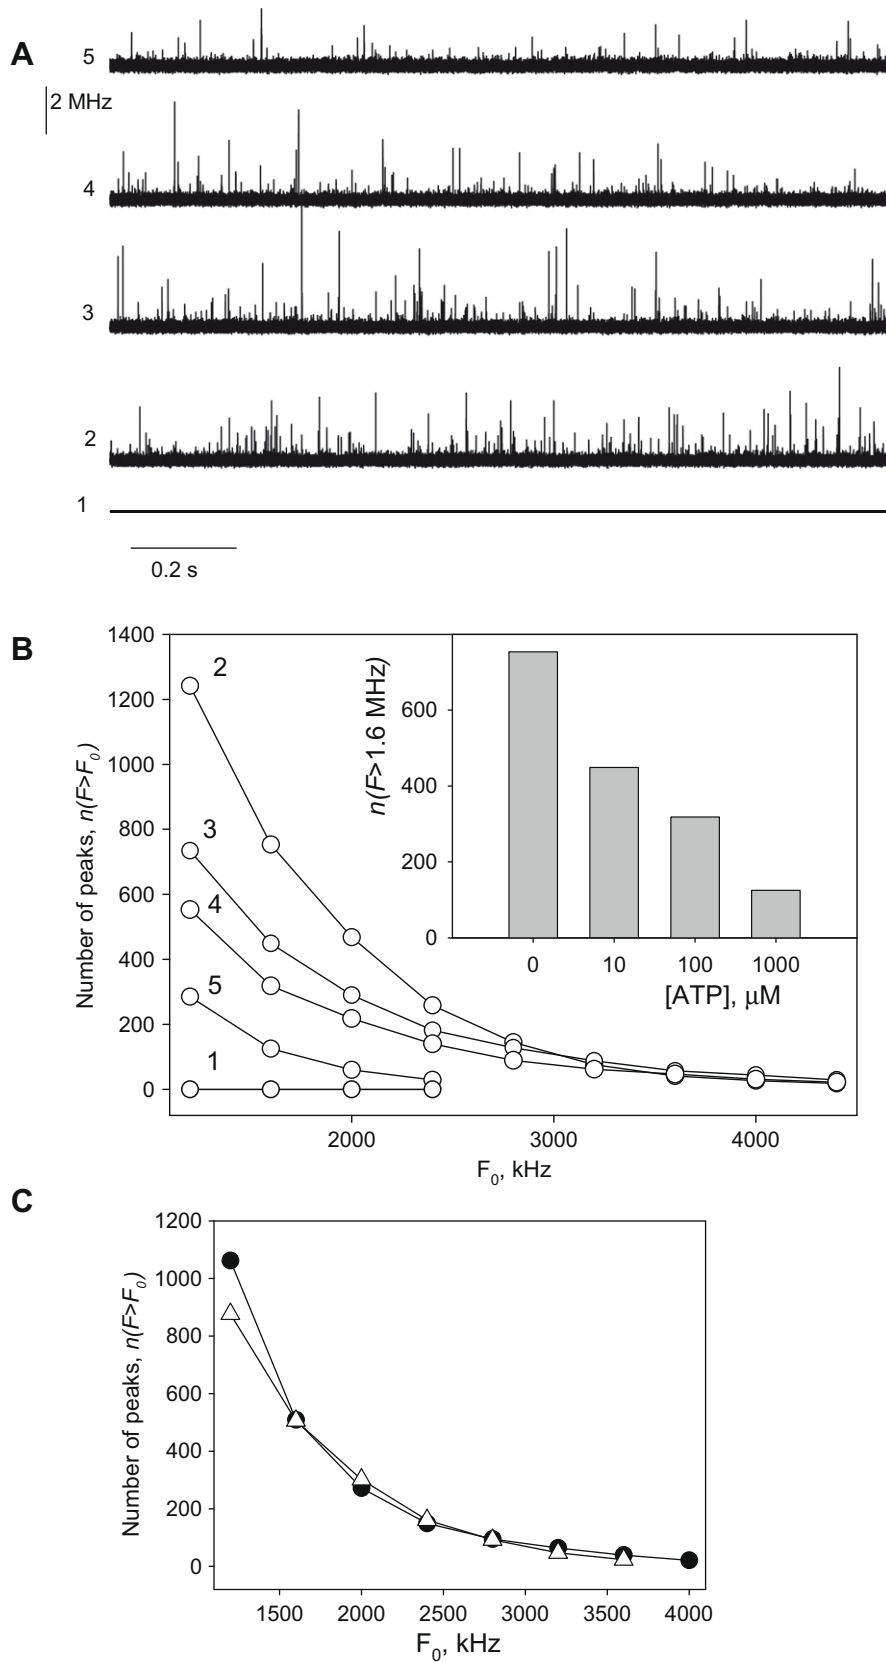 A
5
2 MHz
4
3
2
1
0.2 s
B
1400
1200
1000
800
600
400
200
0
Number of peaks, n(F>F0)
2
3
4
5
1
2000 3000 4000
F0, kHz
n(F>1.6 MHz)
600
400
200
0
0 10 100 1000
[ATP], μM
C
1200
1000
800
600
400
200
0
Number of peaks, n(F>F0)
1500 2000 2500 3000 3500 4000
F0, kHz